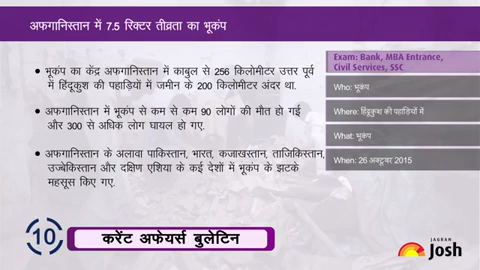 अफगानिस्तान में 7.5 रिक्टर तीव्रता का भूकंप
• भूकंप का केंद्र अफगानिस्तान में काबुल से 256 किलोमीटर उत्तर पूर्व
में हिंदूकुश की पहाड़ियों में जमीन के 200 किलोमीटर अंदर था.
• अफगानिस्तान में भूकंप से कम से कम 90 लोगों की मौत हो गई
और 300 से अधिक लोग घायल हो गए.
• अफगानिस्तान के अलावा पाकिस्तान, भारत, कजाखस्तान, ताजिकिस्तान,
उज्बेकिस्तान और दक्षिण एशिया के कई देशों में भूकंप के झटके
महसूस किए गए.
Exam: Bank, MBA Entrance,
Civil Services, SSC
Who: भूकंप
Where: हिंदूकुश की पहाड़ियों में
What: भूकंप
When: 26 अक्टूबर 2015
10
करेंट अफेयर्स बुलेटिन
JAGRAN
Josh